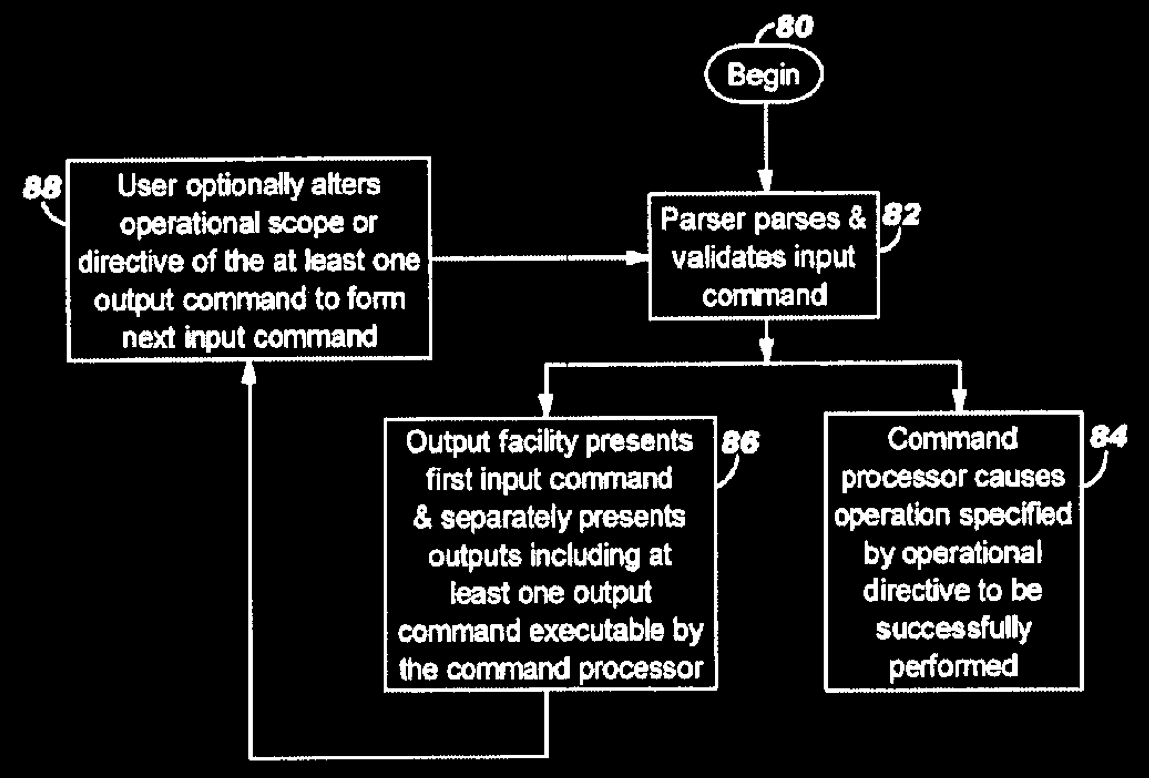 80
Begin
88
User optionally alters
operational scope or
directive of the at least one
output command to form
next input command
82
Parser parses &
validates input
command
86
Output facility presents
first input command
& separately presents
outputs including at
least one output
command executable by
the command processor
84
Command
processor causes
operation specified
by operational
directive to be
successfully
performed